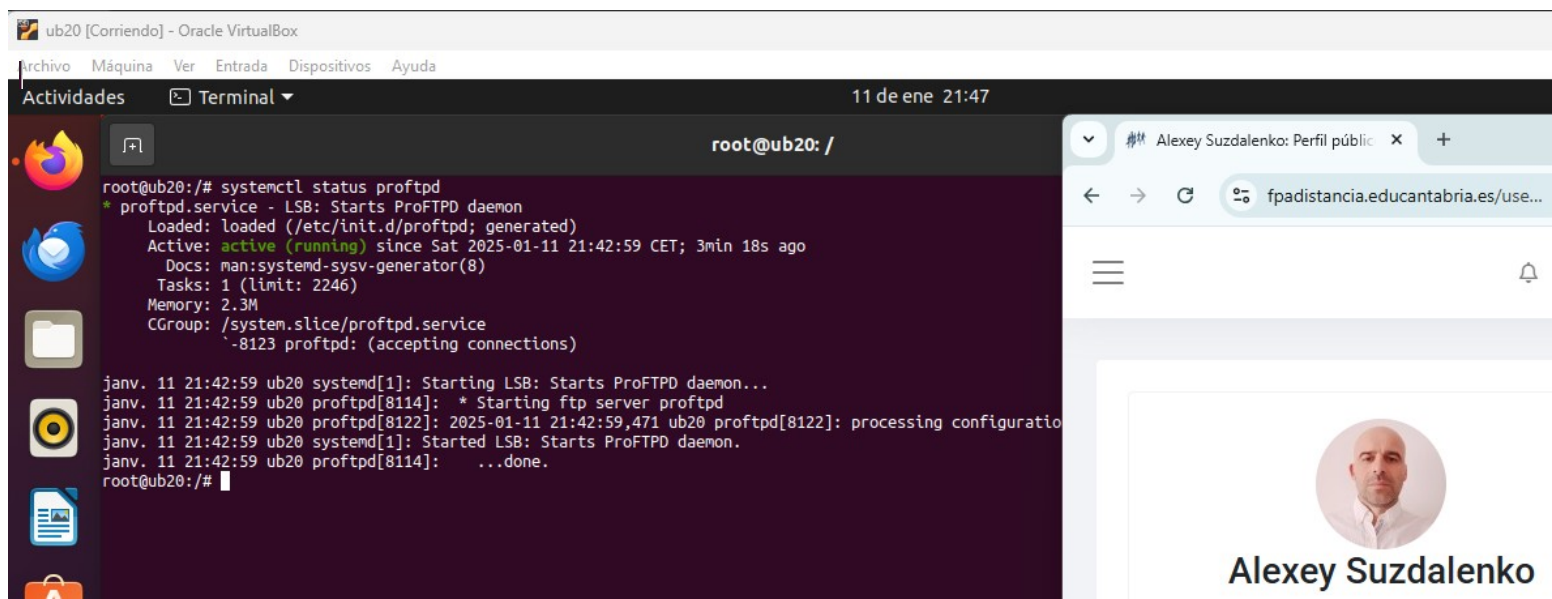 ub20 [Corriendo] - Oracle VirtualBox
Archivo Máquina Ver Entrada Dispositivos Ayuda
Actividades Terminal 11 de ene 21:47
root@ub20: /
root@ub20:/# systemctl status proftpd
* proftpd.service - LSB: Starts ProFTPD daemon
Loaded: loaded (/etc/init.d/proftpd; generated)
Active: active (running) since Sat 2025-01-11 21:42:59 CET; 3min 18s ago
Docs: man:systemd-sysv-generator(8)
Tasks: 1 (limit: 2246)
Memory: 2.3M
CGroup: /system.slice/proftpd.service
`-8123 proftpd: (accepting connections)
janv. 11 21:42:59 ub20 systemd[1]: Starting LSB: Starts ProFTPD daemon...
janv. 11 21:42:59 ub20 proftpd[8114]: * Starting ftp server proftpd
janv. 11 21:42:59 ub20 proftpd[8122]: 2025-01-11 21:42:59,471 ub20 proftpd[8122]: processing configuratio
janv. 11 21:42:59 ub20 systemd[1]: Started LSB: Starts ProFTPD daemon.
janv. 11 21:42:59 ub20 proftpd[8114]: ...done.
root@ub20:/#
Alexey Suzdalenko: Perfil públic
fpadistancia.educantabria.es/use...
Alexey Suzdalenko